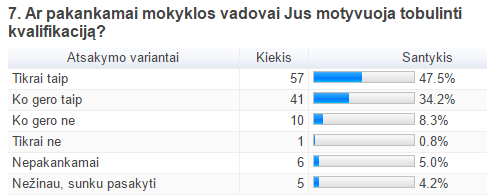 7. Ar pakankamai mokyklos vadovai Jus motyvuoja tobulinti
kvalifikaciją?
Atsakymo variantai Kiekis Santykis
Tikrai taip 57 47.5%
Ko gero taip 41 34.2%
Ko gero ne 10 8.3%
Tikrai ne 1 0.8%
Nepakankamai 6 5.0%
Nežinau, sunku pasakyti 5 4.2%